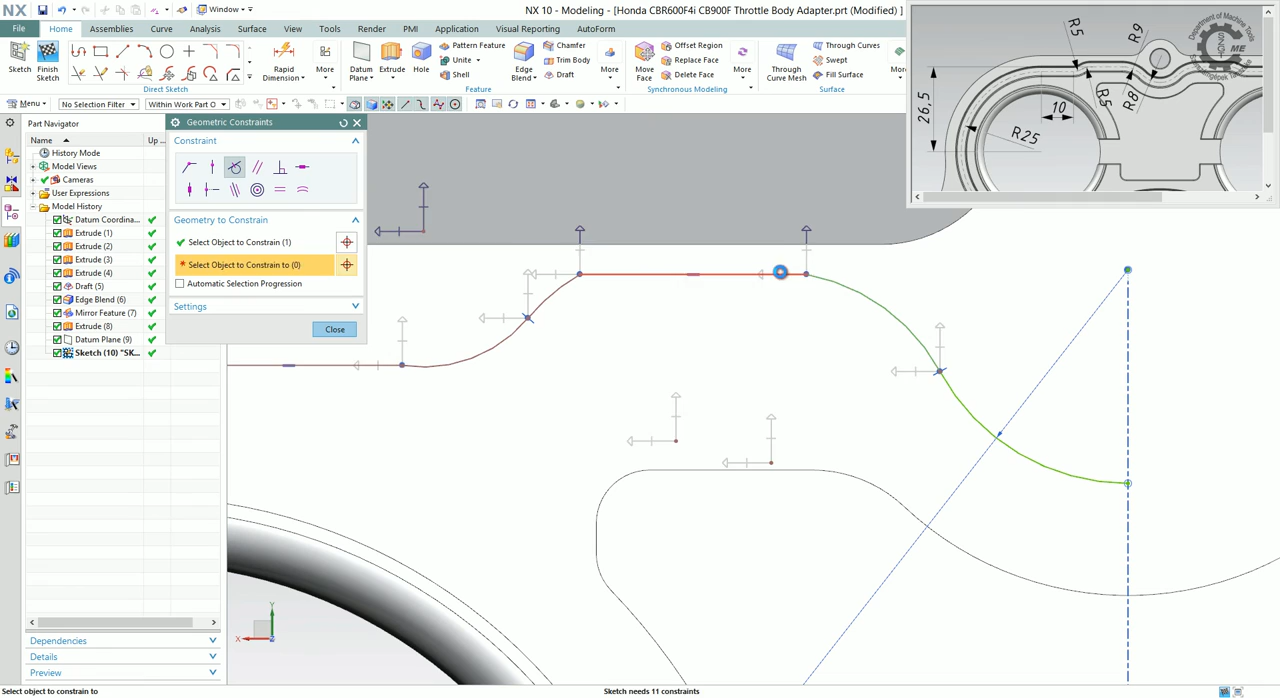 NX
Window
NX 10 - Modeling - [Honda CBR600F4i CB900F Throttle Body Adapter.prt (Modified) ]
File
Home
Assemblies
Curve
Analysis
Surface
View
Tools
Render
PMI
Application
Visual Reporting
AutoForm
Sketch
Finish
Sketch
Rapid
Dimension
More
Direct Sketch
Datum
Plane
Extrude
Hole
Pattern Feature
Unite
Shell
Edge
Blend
Chamfer
Trim Body
Draft
More
Feature
Move
Face
Offset Region
Replace Face
Delete Face
More
Synchronous Modeling
Through
Curve Mesh
Through Curves
Swept
Fill Surface
Mor
Surface
Menu
No Selection Filter
Within Work Part O
Part Navigator
Name
Up ...
History Mode
Model Views
Cameras
User Expressions
Model History
Datum Coordina...
Extrude (1)
Extrude (2)
Extrude (3)
Extrude (4)
Draft (5)
Edge Blend (6)
Mirror Feature (7)
Extrude (8)
Datum Plane (9)
Sketch (10) "SK...
Dependencies
Details
Preview
Geometric Constraints
Constraint
Geometry to Constrain
Select Object to Constrain (1)
* Select Object to Constrain to (0)
Automatic Selection Progression
Settings
Close
R5
R9
26,5
10
R5
R8
R25
Department of Machine Tools
ME
Y
X
Z
Select object to constrain to
Sketch needs 11 constraints